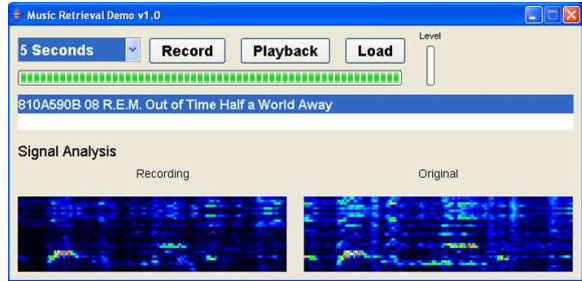 Music Retrieval Demo v1.0
Level
5 Seconds Record Playback Load
810A590B 08 R.E.M. Out of Time Half a World Away
Signal Analysis
Recording Original